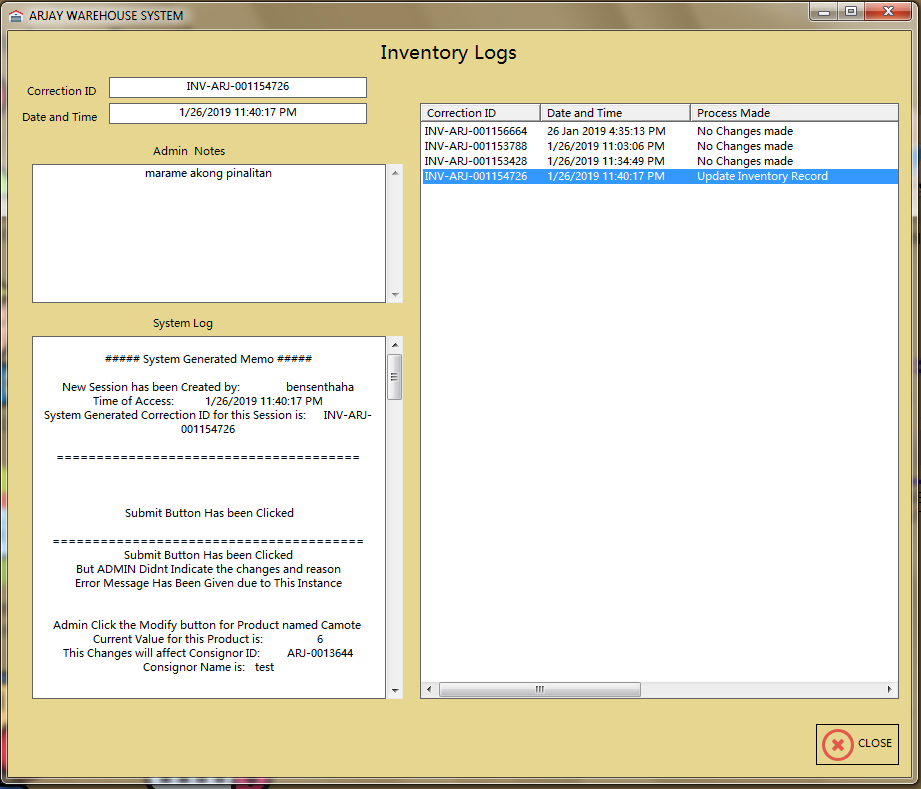 ARJAY WAREHOUSE SYSTEM
Inventory Logs
Correction ID
INV-ARJ-001154726
Date and Time
1/26/2019 11:40:17 PM
Admin Notes
marame akong pinalitan
System Log
##### System Generated Memo #####
New Session has been Created by: bensenthaha
Time of Access: 1/26/2019 11:40:17 PM
System Generated Correction ID for this Session is: INV-ARJ-
001154726
======================================
Submit Button Has been Clicked
=======================================
Submit Button Has been Clicked
But ADMIN Didnt Indicate the changes and reason
Error Message Has Been Given due to This Instance
Admin Click the Modify button for Product named Camote
Current Value for this Product is: 6
This Changes will affect Consignor ID: ARJ-0013644
Consignor Name is: test
Correction ID Date and Time Process Made
INV-ARJ-001156664 26 Jan 2019 4:35:13 PM No Changes made
INV-ARJ-001153788 1/26/2019 11:03:06 PM No Changes made
INV-ARJ-001153428 1/26/2019 11:34:49 PM No Changes made
INV-ARJ-001154726 1/26/2019 11:40:17 PM Update Inventory Record
CLOSE